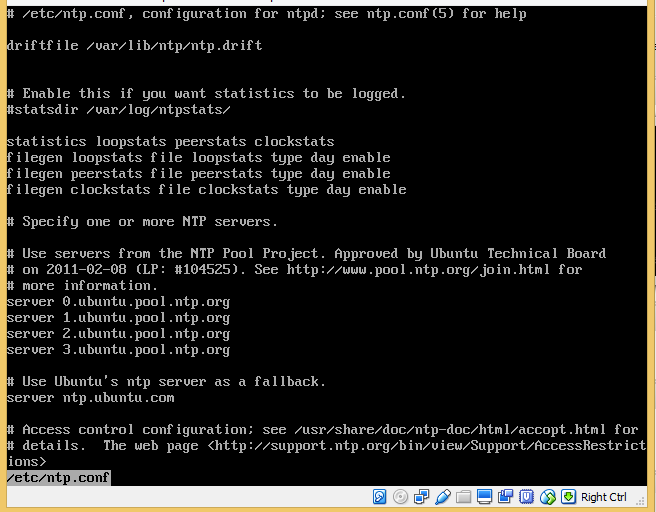 # /etc/ntp.conf, configuration for ntpd; see ntp.conf(5) for help
driftfile /var/lib/ntp/ntp.drift
# Enable this if you want statistics to be logged.
#statsdir /var/log/ntpstats/
statistics loopstats peerstats clockstats
filegen loopstats file loopstats type day enable
filegen peerstats file peerstats type day enable
filegen clockstats file clockstats type day enable
# Specify one or more NTP servers.
# Use servers from the NTP Pool Project. Approved by Ubuntu Technical Board
# on 2011-02-08 (LP: #104525). See http://www.pool.ntp.org/join.html for
# more information.
server 0.ubuntu.pool.ntp.org
server 1.ubuntu.pool.ntp.org
server 2.ubuntu.pool.ntp.org
server 3.ubuntu.pool.ntp.org
# Use Ubuntu's ntp server as a fallback.
server ntp.ubuntu.com
# Access control configuration; see /usr/share/doc/ntp-doc/html/accopt.html for
# details.  The web page <http://support.ntp.org/bin/view/Support/AccessRestrict
ions>
/etc/ntp.conf
Right Ctrl